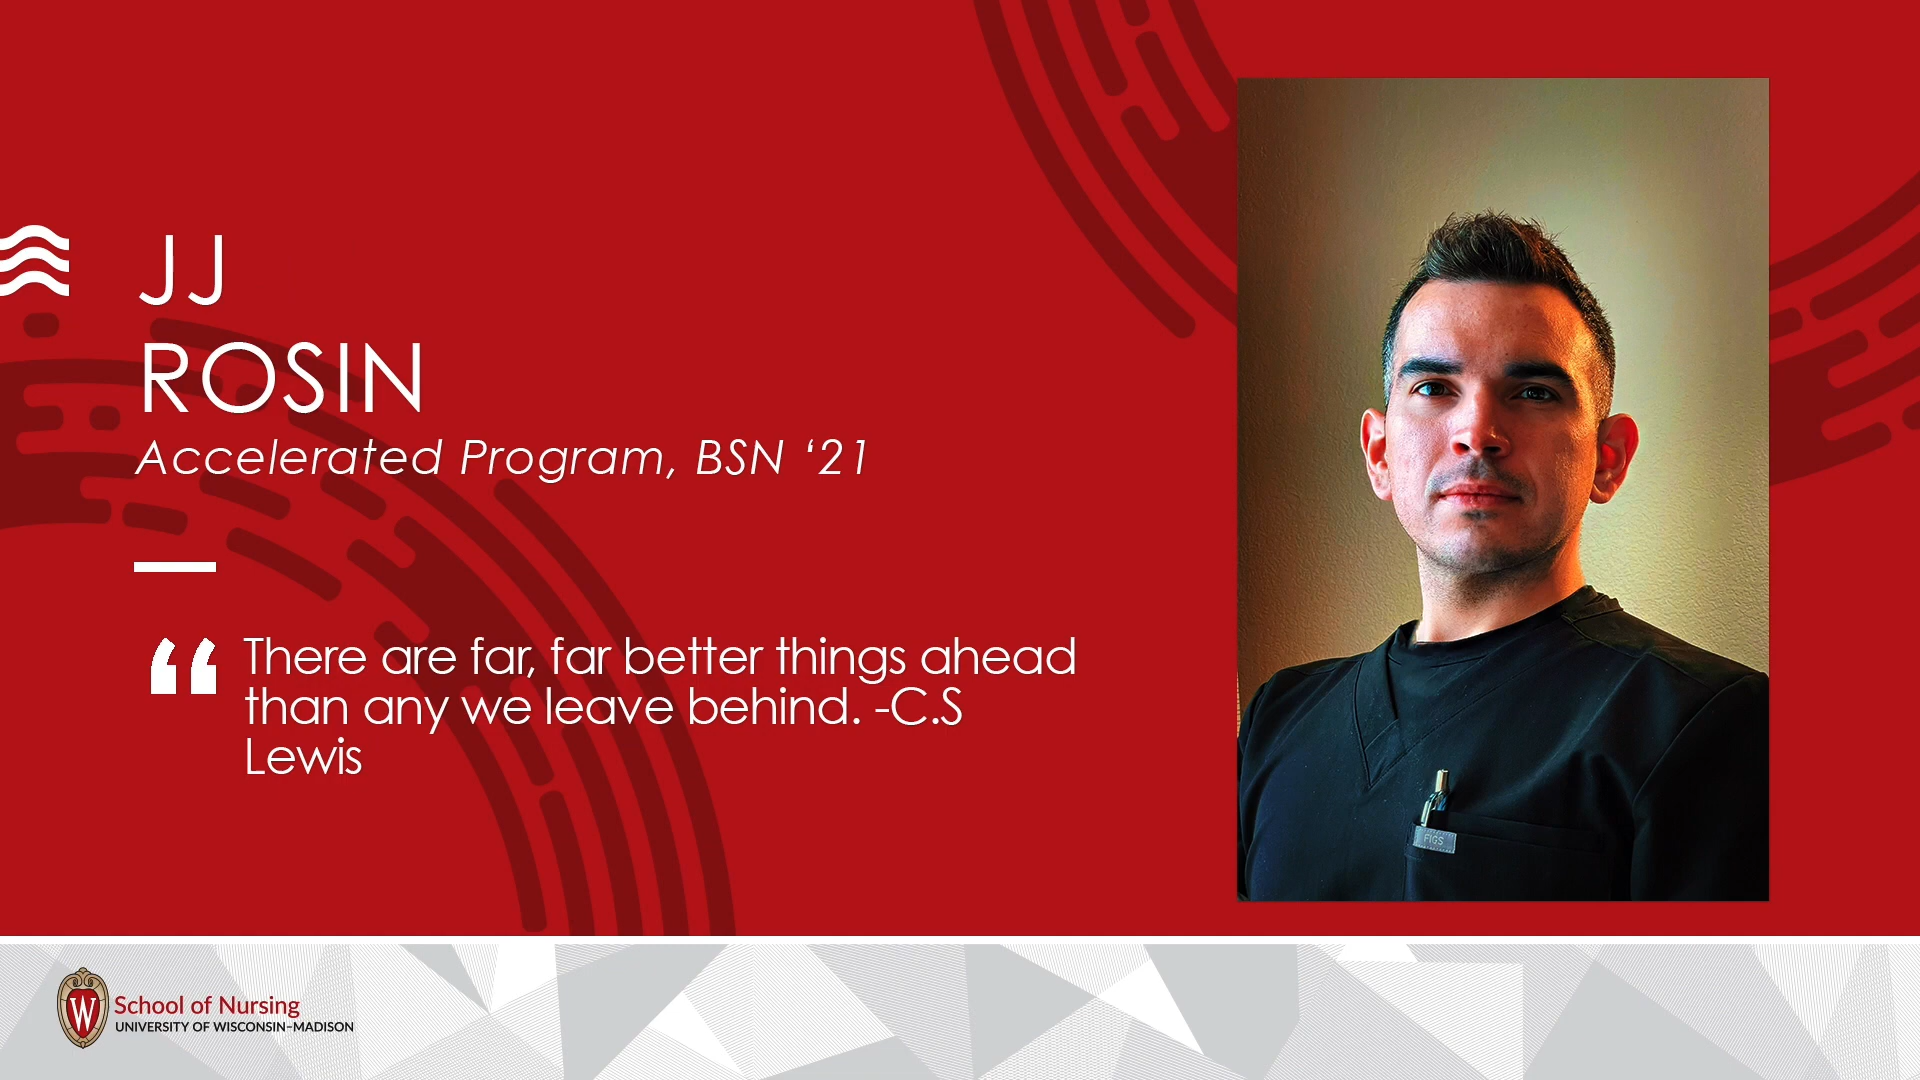 JJ
ROSIN
Accelerated Program, BSN ‘21
“ There are far, far better things ahead
than any we leave behind. -C.S
Lewis
FIGS
W School of Nursing
UNIVERSITY OF WISCONSIN–MADISON